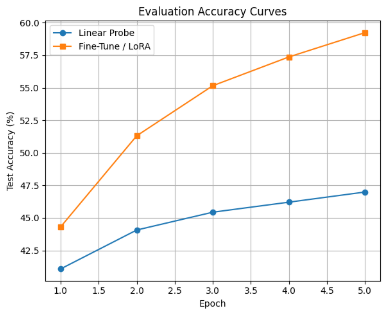 Evaluation Accuracy Curves
Linear Probe
Fine-Tune / LoRA
Test Accuracy (%)
60.0
57.5
55.0
52.5
50.0
47.5
45.0
42.5
1.0 1.5 2.0 2.5 3.0 3.5 4.0 4.5 5.0
Epoch